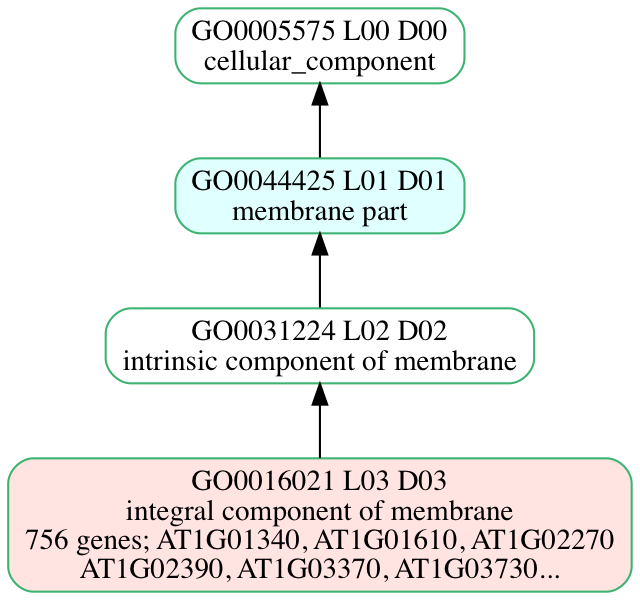 GO0005575 L00 D00
cellular_component
GO0044425 L01 D01
membrane part
GO0031224 L02 D02
intrinsic component of membrane
GO0016021 L03 D03
integral component of membrane
756 genes; AT1G01340, AT1G01610, AT1G02270
AT1G02390, AT1G03370, AT1G03730...